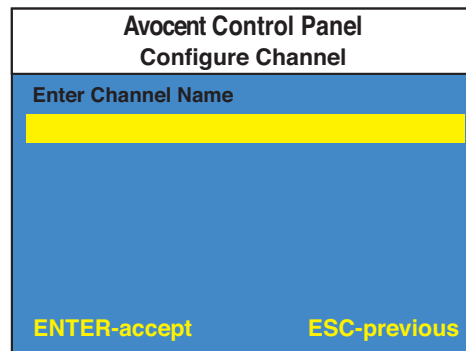 Avocent Control Panel
Configure Channel
Enter Channel Name
ENTER-accept ESC-previous